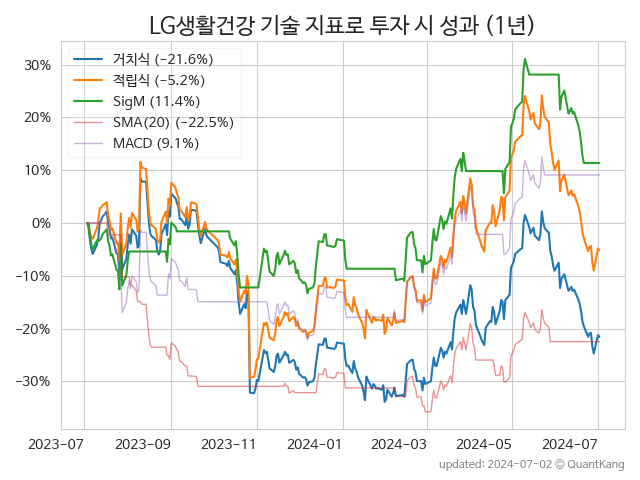 LG생활건강 기술 지표로 투자 시 성과 (1년)
거치식 (−21.6%)
적립식 (−5.2%)
SigM (11.4%)
SMA(20) (−22.5%)
MACD (9.1%)
30%
20%
10%
0%
−10%
−20%
−30%
2023-07 2023-09 2023-11 2024-01 2024-03 2024-05 2024-07
updated: 2024-07-02 © QuantKang